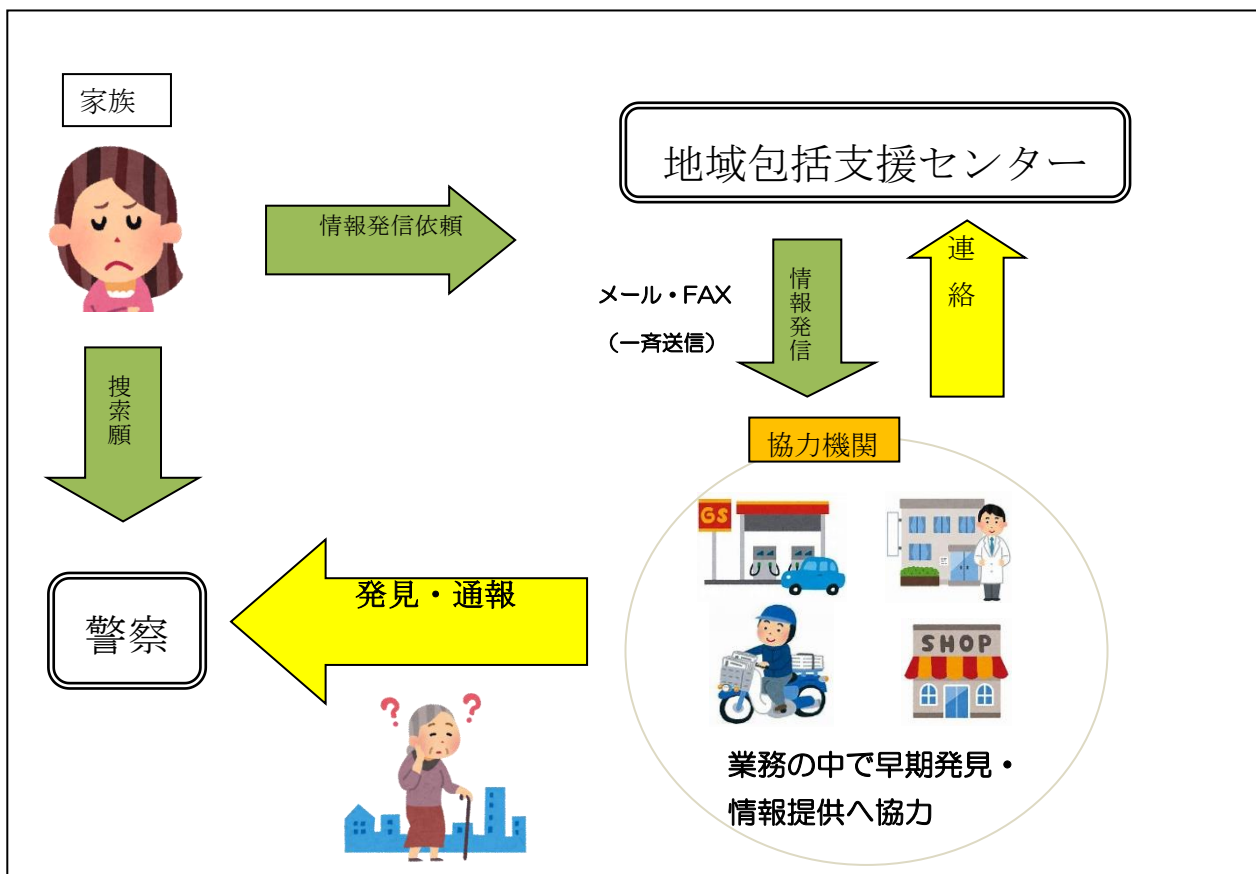 家族
地域包括支援センター
情報発信依頼
連絡
メール・FAX
(一斉送信)
情報発信
捜索願
協力機関
GS
発見・通報
警察
SHOP
? ?
業務の中で早期発見・
情報提供へ協力